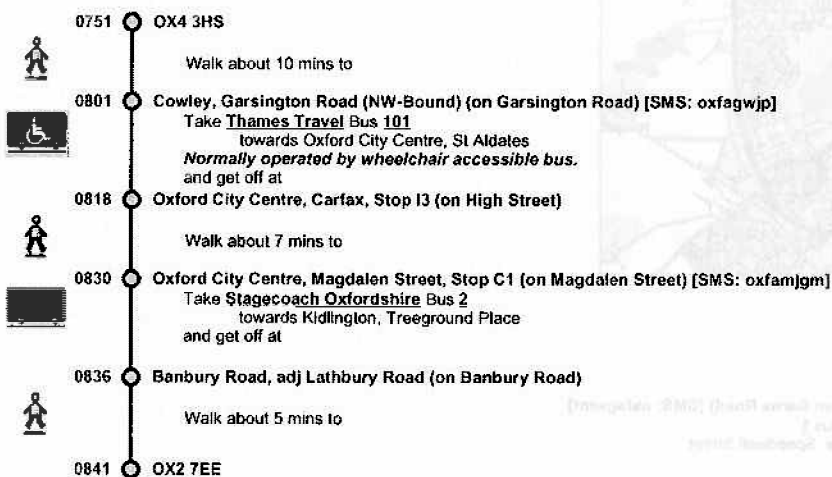 0751 OX4 3HS
Walk about 10 mins to
0801 Cowley, Garsington Road (NW-Bound) (on Garsington Road) [SMS: oxfagwjp]
Take Thames Travel Bus 101
towards Oxford City Centre, St Aldates
Normally operated by wheelchair accessible bus.
and get off at
0818 Oxford City Centre, Carfax, Stop I3 (on High Street)
Walk about 7 mins to
0830 Oxford City Centre, Magdalen Street, Stop C1 (on Magdalen Street) [SMS: oxfamjgm]
Take Stagecoach Oxfordshire Bus 2
towards Kidlington, Treeground Place
and get off at
0836 Banbury Road, adj Lathbury Road (on Banbury Road)
Walk about 5 mins to
0841 OX2 7EE